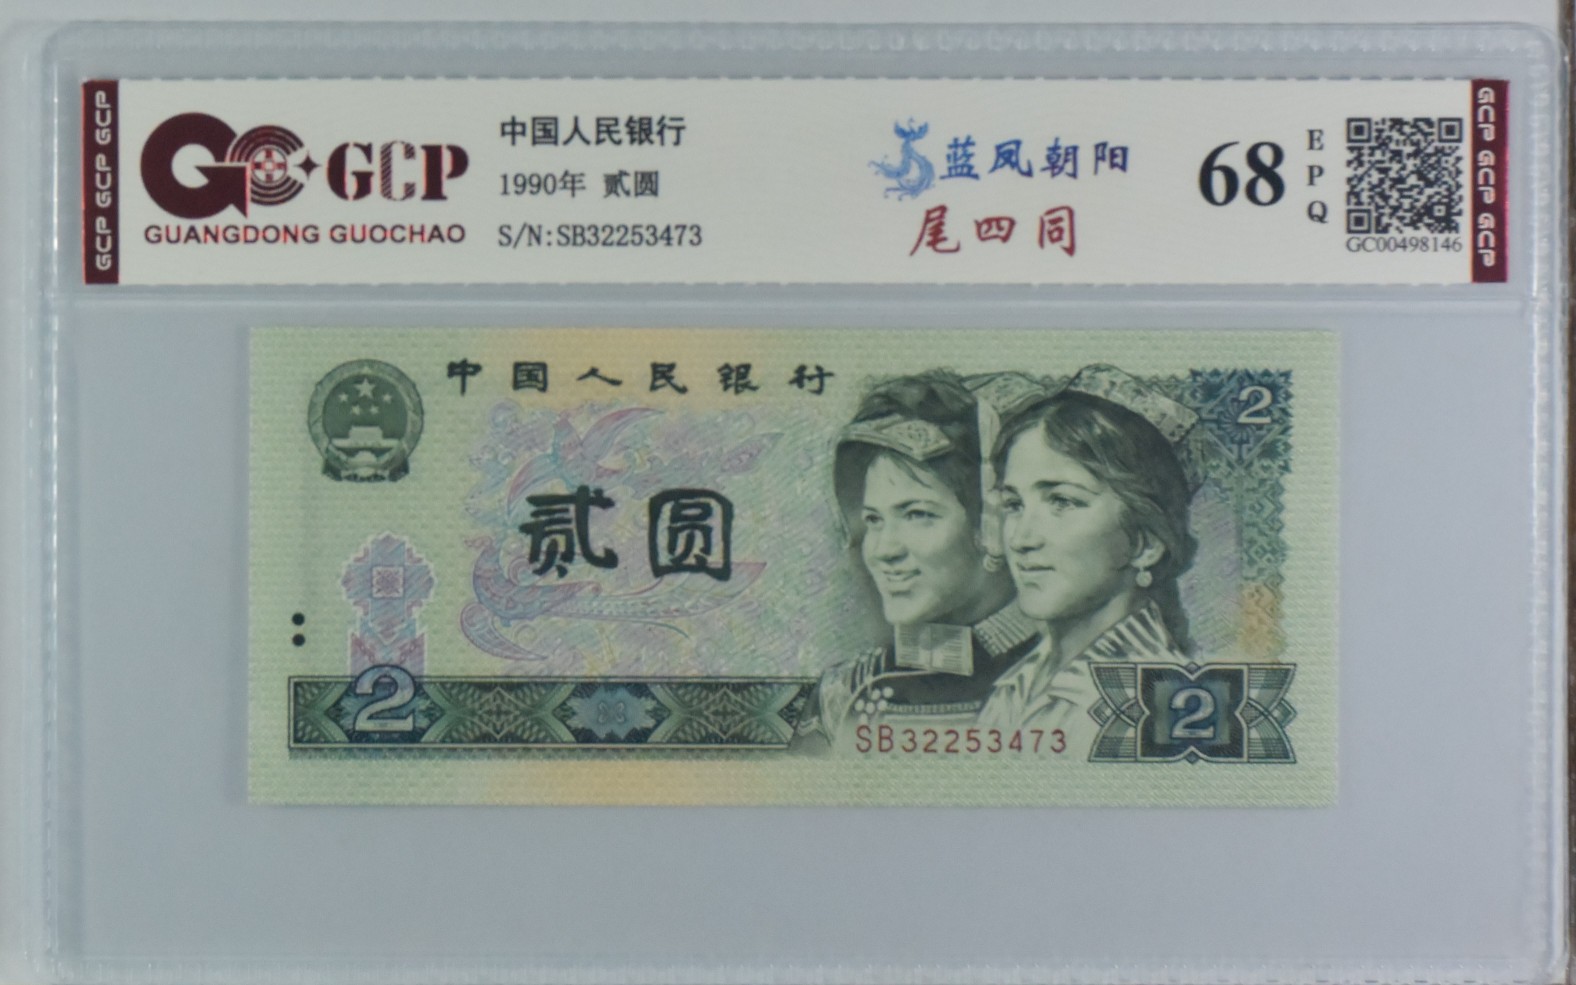 GCP GCP GCP
GCP
GUANGDONG GUOCHAO
中国人民银行
1990年 贰圆
S/N:SB32253473
蓝凤朝阳
尾四同
68
EPQ
GC00498146
GCP GCP GCP
中国人民银行
2
贰圆
2
SB32253473
2